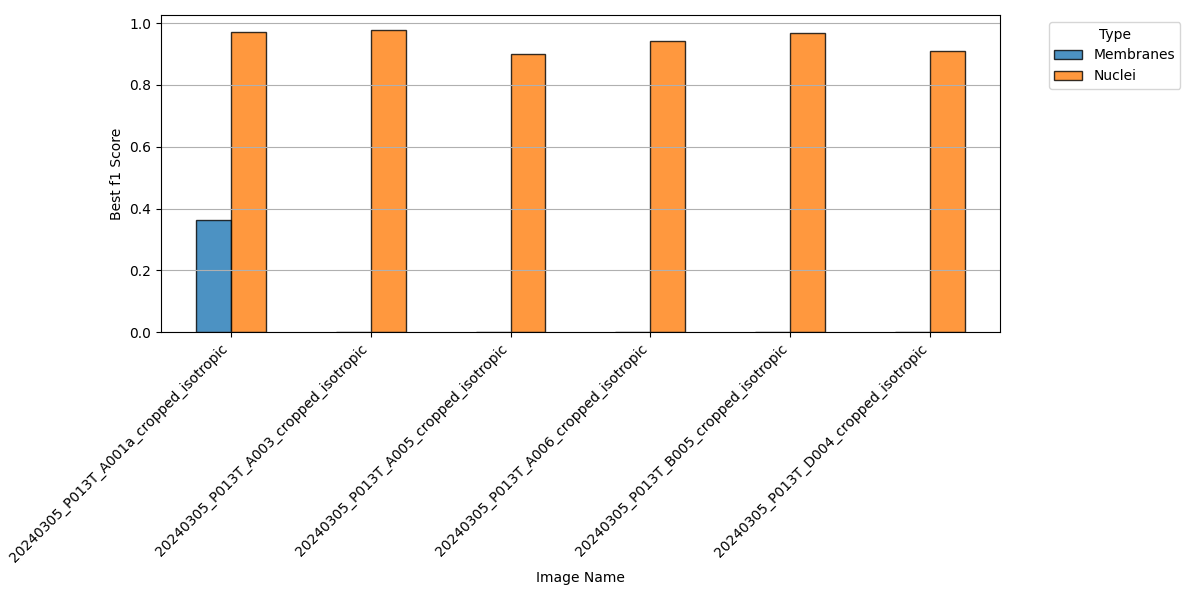 1.0
0.8
0.6
0.4
0.2
0.0
Best f1 Score
20240305_P013T_A001a_cropped_isotropic
20240305_P013T_A003_cropped_isotropic
20240305_P013T_A005_cropped_isotropic
20240305_P013T_A006_cropped_isotropic
20240305_P013T_B005_cropped_isotropic
20240305_P013T_D004_cropped_isotropic
Image Name
Type
Membranes
Nuclei